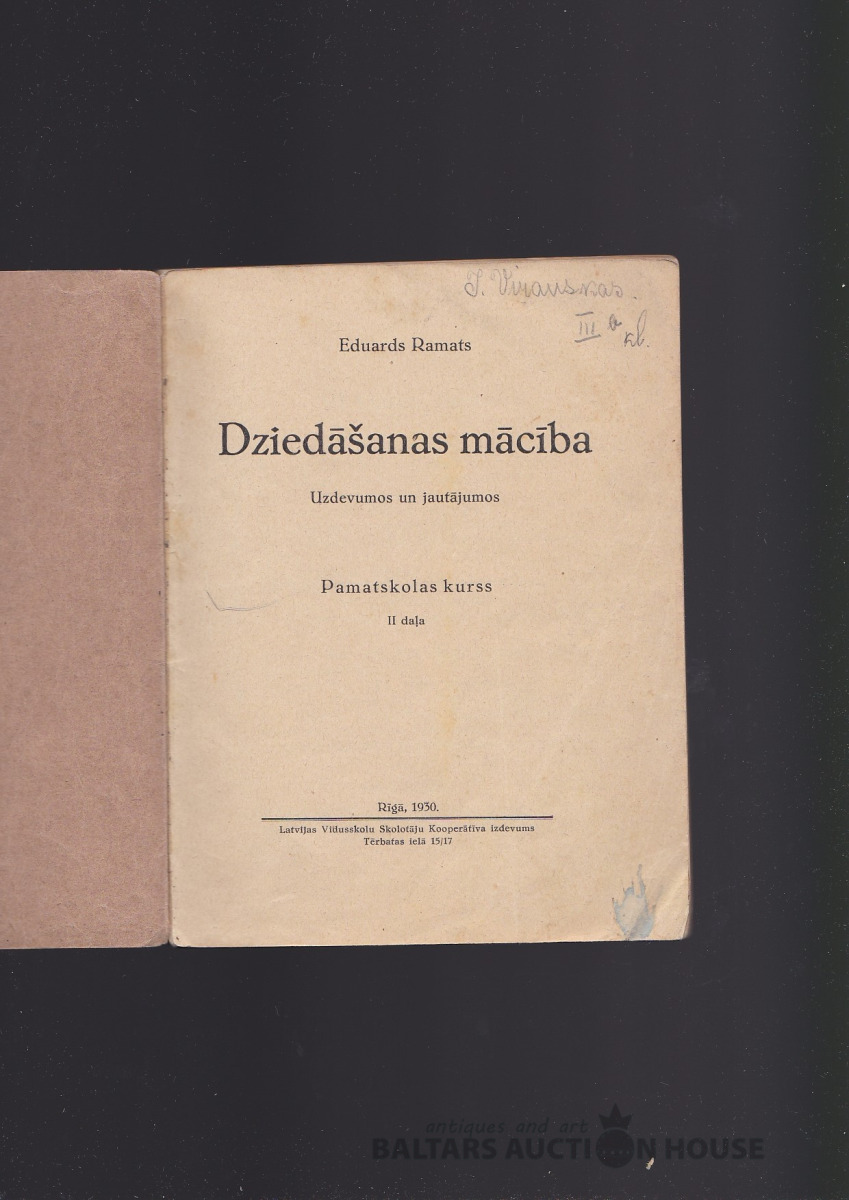 III
kl.
Eduards Ramats
Dziedāšanas mācība
Uzdevumos un jautājumos
Pamatskolas kurss
II daļa
Rīgā, 1930.
Latvijas Vidusskolu Skolotāju Kooperātīva izdevums
Tērbatas ielā 15/17
antiques and art
BALTARS AUCTION HOUSE